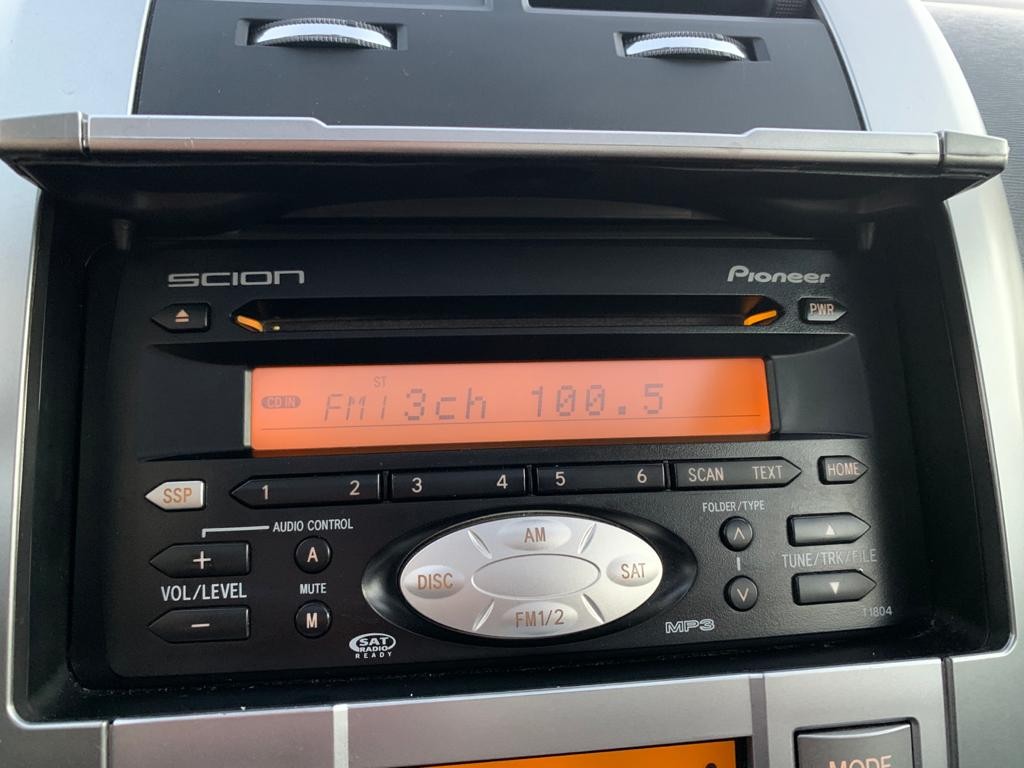 SCION
Pioneer
PWR
ST
CD IN
FM1 3ch 100.5
SSP
1 2 3 4 5 6 SCAN TEXT
HOME
AUDIO CONTROL
FOLDER/TYPE
+
A
AM
VOL/LEVEL
MUTE
DISC
SAT
TUNE/TRK/FILE
−
M
FM1/2
SAT
RADIO
READY
MP3
T1804
MODE